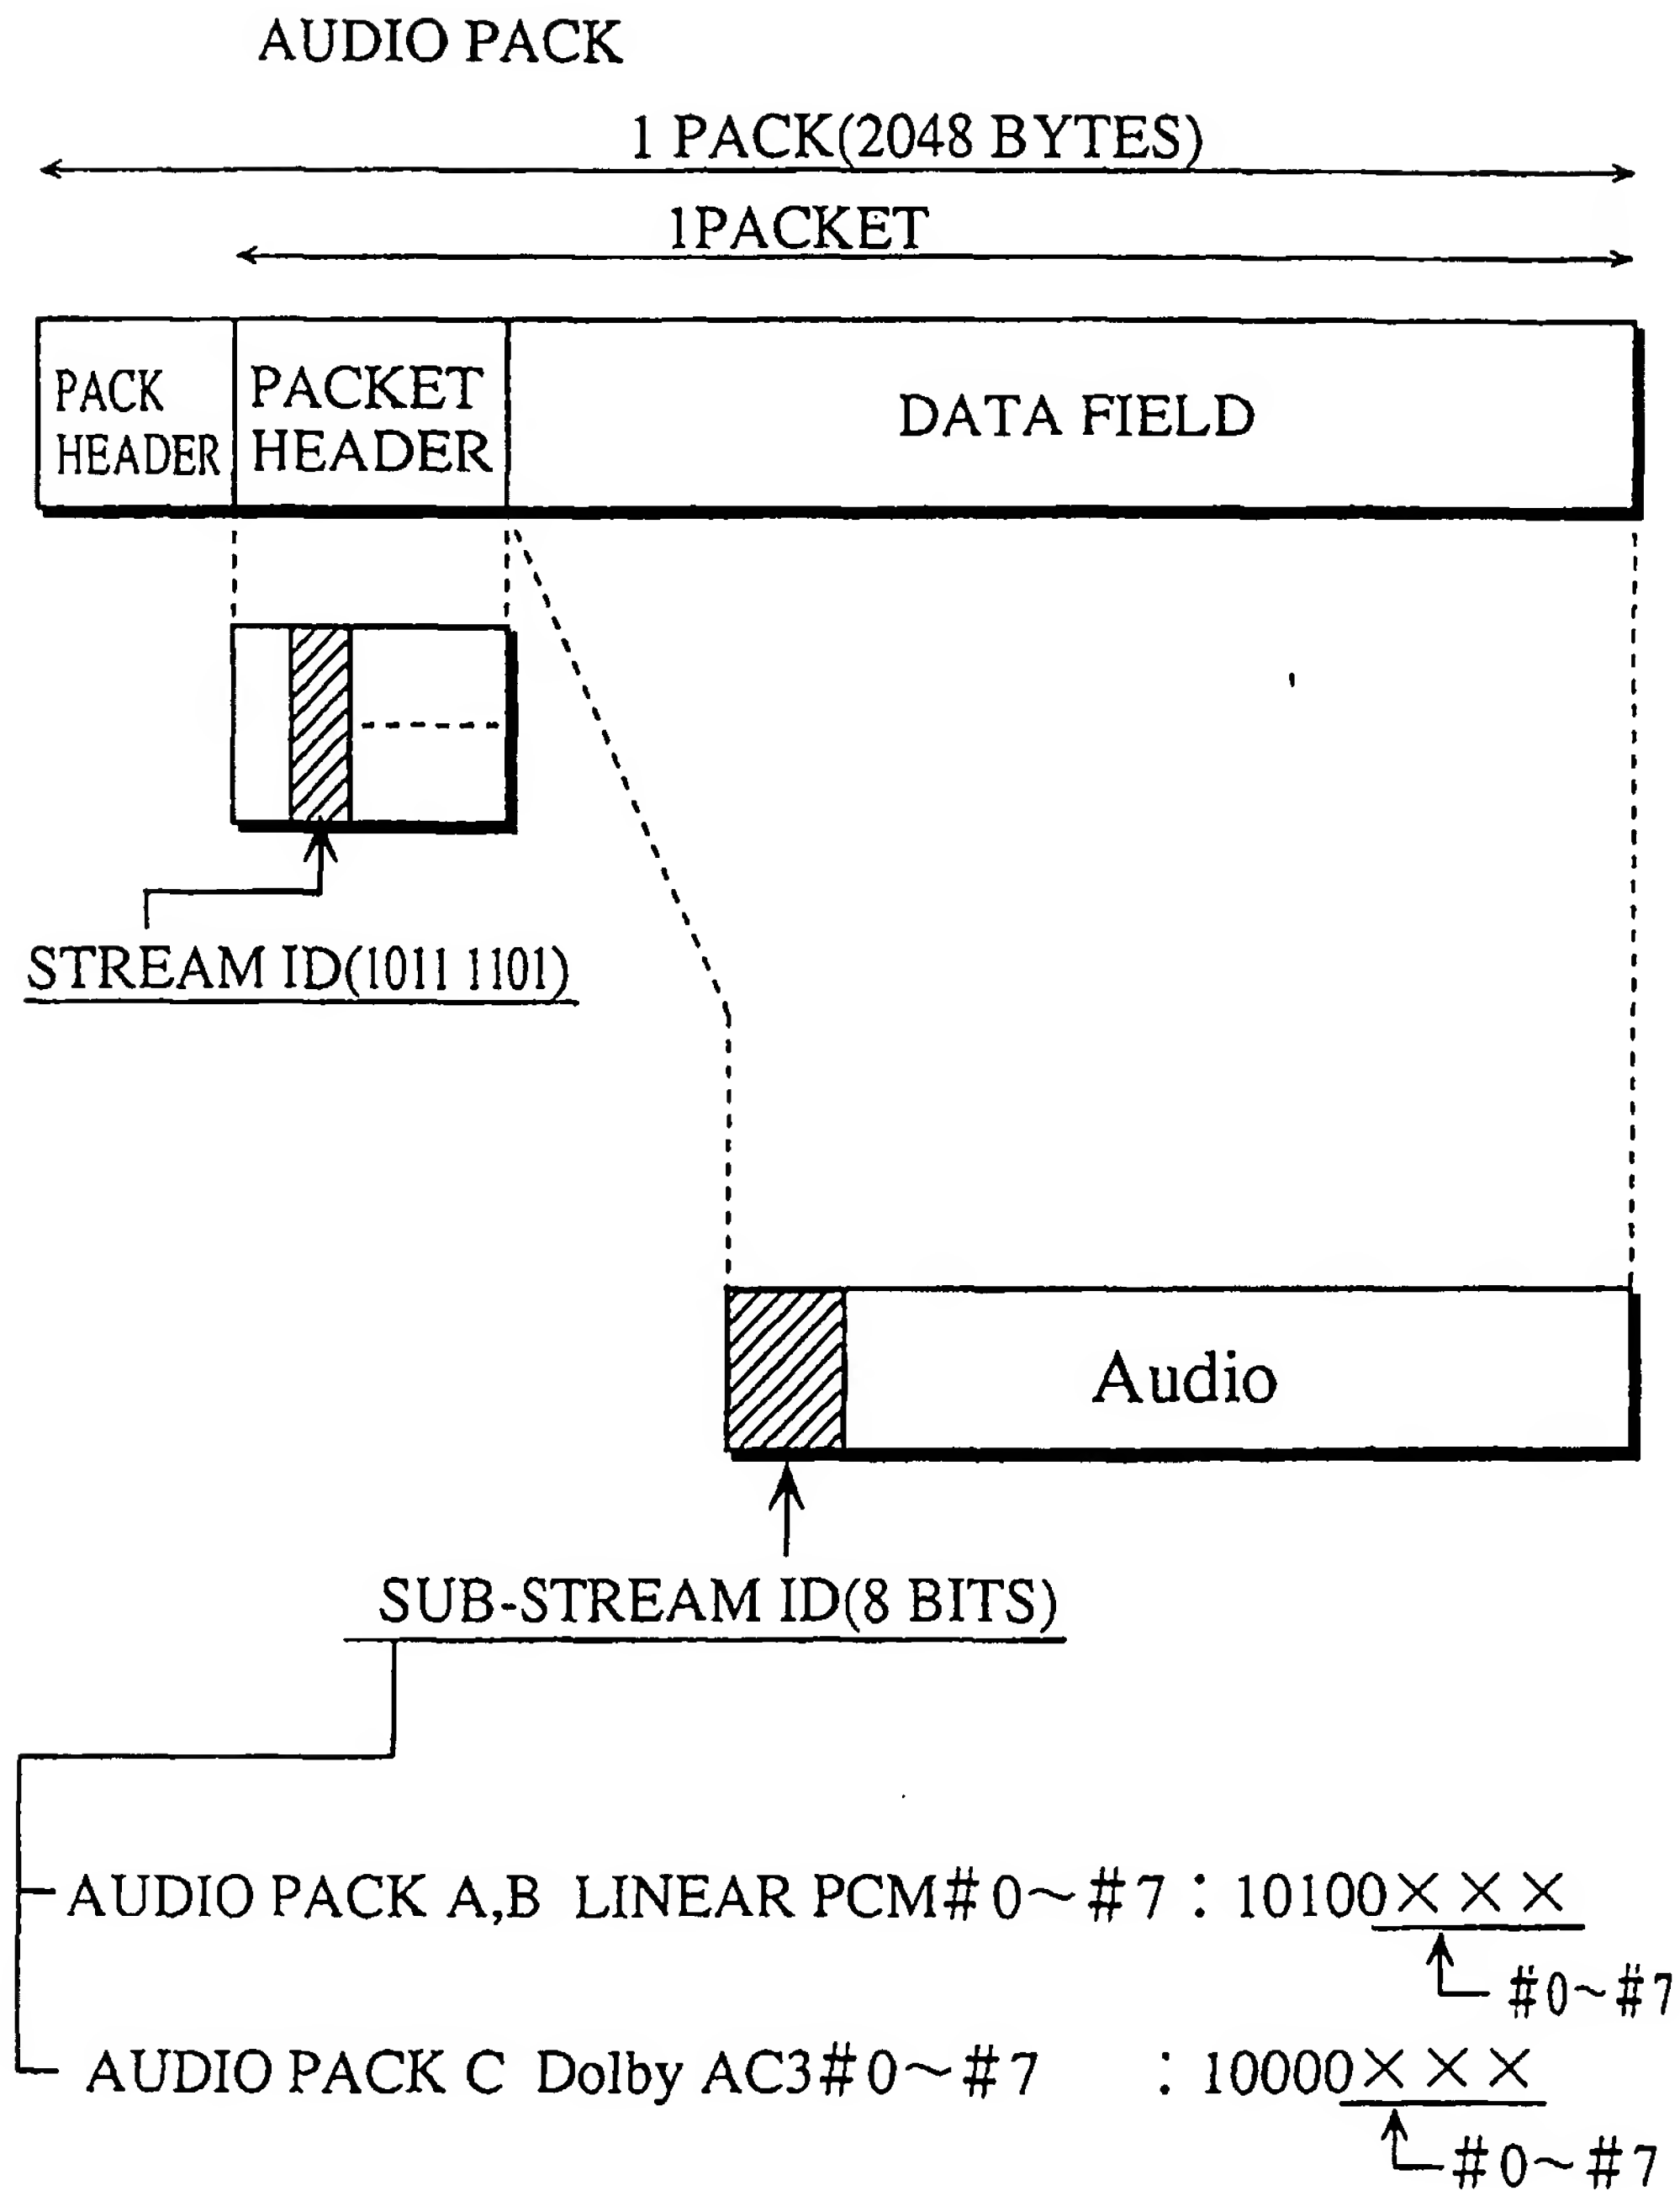 AUDIO PACK
1 PACK(2048 BYTES)
1PACKET
PACK
HEADER
PACKET
HEADER
DATA FIELD
STREAM ID(1011 1101)
Audio
SUB-STREAM ID(8 BITS)
AUDIO PACK A,B LINEAR PCM#0~#7 : 10100×××
#0~#7
AUDIO PACK C Dolby AC3#0~#7 : 10000×××
#0~#7